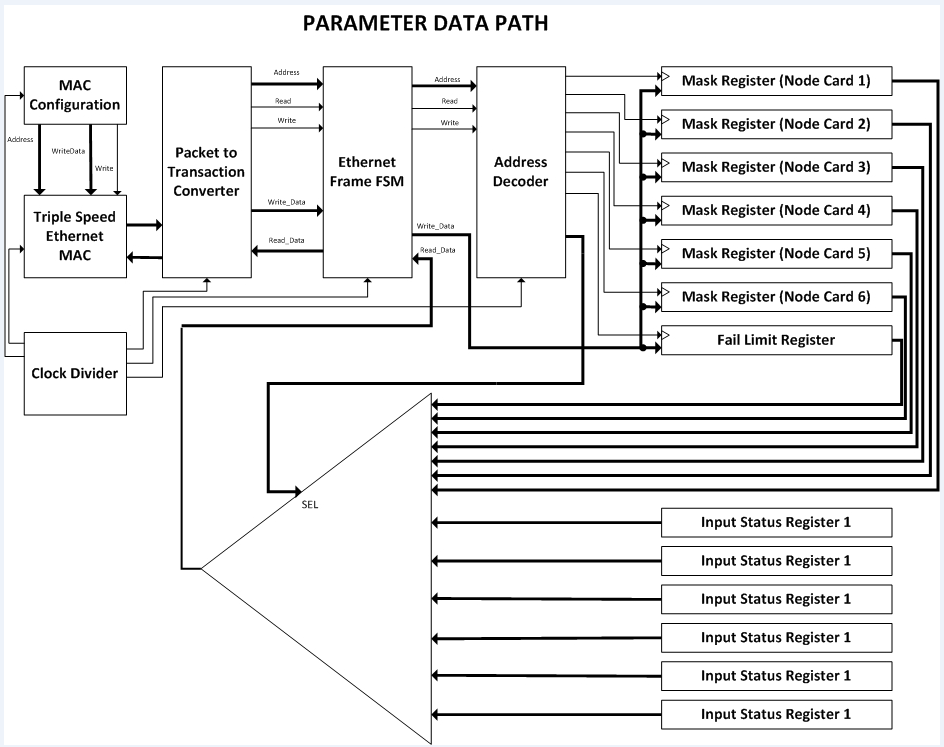 PARAMETER DATA PATH
MAC
Configuration
Address
WriteData
Write
Triple Speed
Ethernet
MAC
Clock Divider
Packet to
Transaction
Converter
Address
Read
Write
Write_Data
Read_Data
Ethernet
Frame FSM
Address
Read
Write
Write_Data
Read_Data
Address
Decoder
Mask Register (Node Card 1)
Mask Register (Node Card 2)
Mask Register (Node Card 3)
Mask Register (Node Card 4)
Mask Register (Node Card 5)
Mask Register (Node Card 6)
Fail Limit Register
SEL
Input Status Register 1
Input Status Register 1
Input Status Register 1
Input Status Register 1
Input Status Register 1
Input Status Register 1